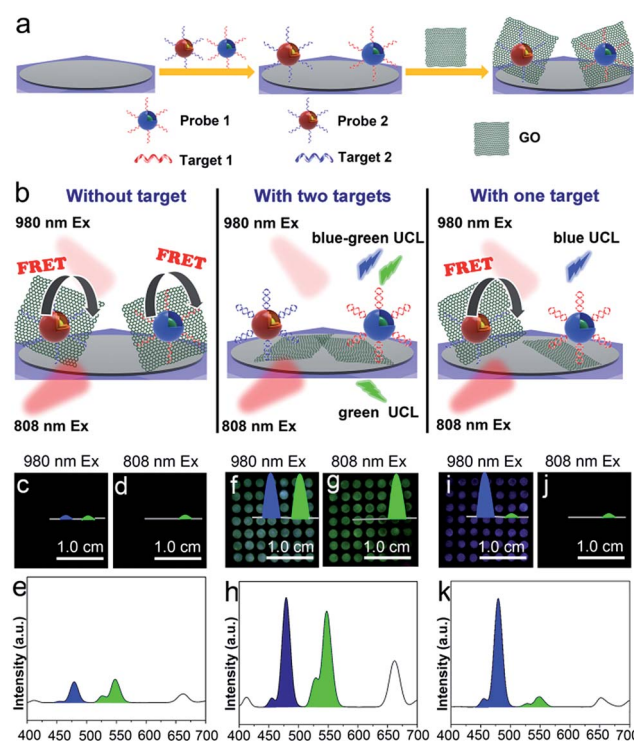 a
Probe 1
Probe 2
Target 1
Target 2
GO
b
Without target
With two targets
With one target
980 nm Ex
980 nm Ex
980 nm Ex
blue-green UCL
blue UCL
FRET
FRET
FRET
808 nm Ex
808 nm Ex
808 nm Ex
green UCL
980 nm Ex
808 nm Ex
980 nm Ex
808 nm Ex
980 nm Ex
808 nm Ex
c
d
f
g
i
j
1.0 cm
1.0 cm
1.0 cm
1.0 cm
1.0 cm
1.0 cm
e
h
k
Intensity (a.u.)
Intensity (a.u.)
Intensity (a.u.)
400 450 500 550 600 650 700
400 450 500 550 600 650 700
400 450 500 550 600 650 700